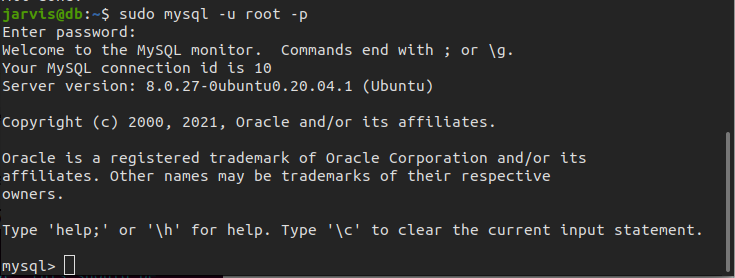 jarvis@db:~$ sudo mysql -u root -p
Enter password:
Welcome to the MySQL monitor.  Commands end with ; or \g.
Your MySQL connection id is 10
Server version: 8.0.27-0ubuntu0.20.04.1 (Ubuntu)
Copyright (c) 2000, 2021, Oracle and/or its affiliates.
Oracle is a registered trademark of Oracle Corporation and/or its
affiliates. Other names may be trademarks of their respective
owners.
Type 'help;' or '\h' for help. Type '\c' to clear the current input statement.
mysql>